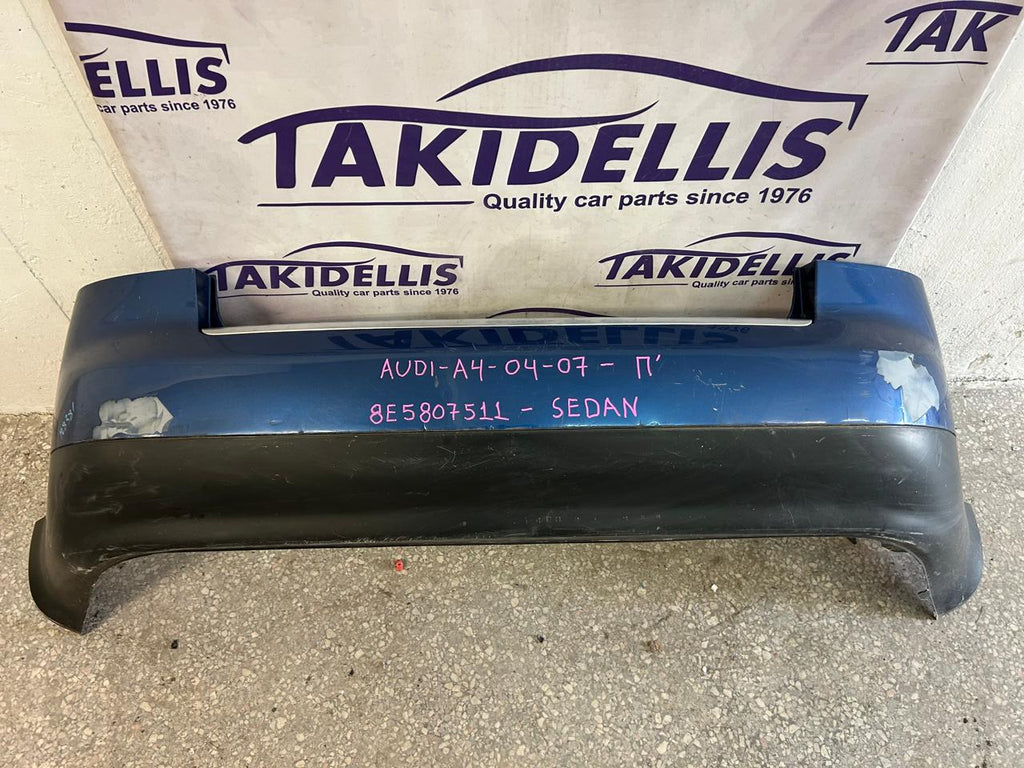 ELLIS
car parts since 1976
TAK
TAKIDELLIS
Quality car parts since 1976
TAKIDELLIS
Quality car parts since 1976
TAKIDELLIS
Quality car parts since 1976
AUDI-A4-04-07- Π'
8E5807511 - SEDAN